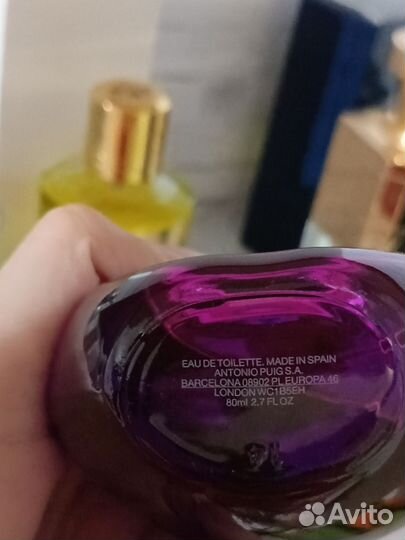 EAU DE TOILETTE. MADE IN SPAIN
ANTONIO PUIG S.A.
BARCELONA 08902 PL EUROPA 46
LONDON WC1B5EH
80ml 2.7 FL OZ
Avito